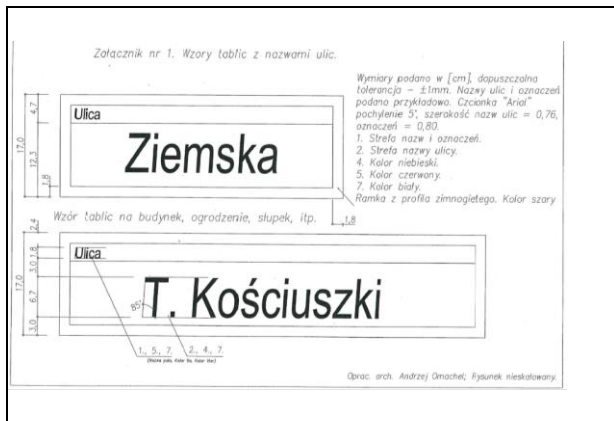 Załącznik nr 1. Wzory tablic z nazwami ulic.
Wymiary podano w [cm], dopuszczalna
tolerancja - ±1mm. Nazwy ulic i oznaczeń
podano przykładowo. Czcionka "Arial"
pochylenie 5°, szerokość nazw ulic = 0,76,
oznaczeń = 0,80.
1. Strefa nazw i oznaczeń.
2. Strefa nazwy ulicy.
4. Kolor niebieski.
5. Kolor czerwony.
7. Kolor biały.
Ramka z profila zimnogietego. Kolor szary
17,0
4,7
12,3
1,8
Ulica
Ziemska
1,8
Wzór tablic na budynek, ogrodzenie, słupek, itp.
17,0
2,4
1,8
3,0
6,7
3,0
Ulica
T. Kościuszki
85°
1., 5., 7.
2., 4., 7.
Oprac. arch. Andrzej Omachel; Rysunek nieskalowany.